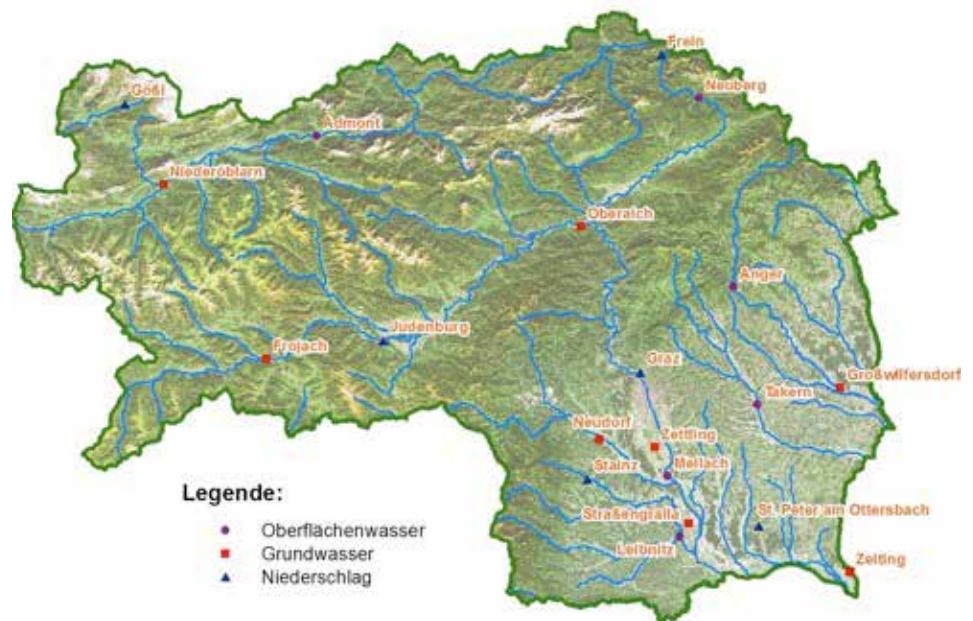 Frein
Gößl
Neuberg
Admont
Niederöblarn
Oberaich
Anger
Judenburg
Frojach
Graz
Großwilfersdorf
Takern
Neudorf
Zettling
Stainz
Mellach
Legende:
St. Peter am Ottersbach
Straßengralla
Oberflächenwasser
Leibnitz
Grundwasser
Zelting
Niederschlag